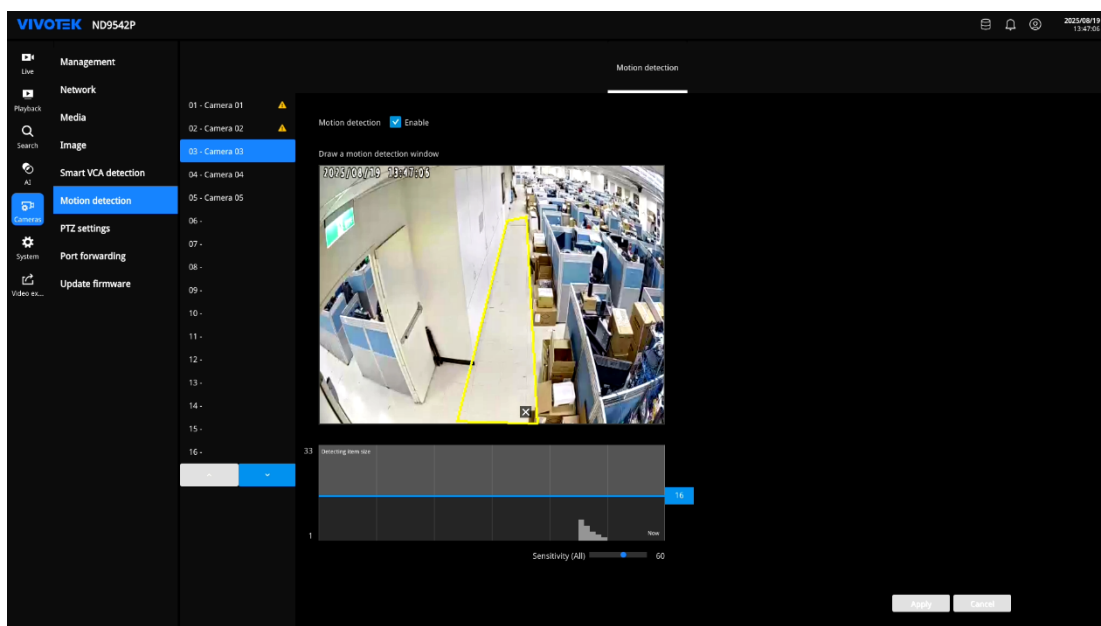 VIVOTEK ND9542P
2025/08/19
13:47:06
Live
Playback
Search
AI
Cameras
System
Video ex...
Management
Network
Media
Image
Smart VCA detection
Motion detection
PTZ settings
Port forwarding
Update firmware
Motion detection
01 - Camera 01
02 - Camera 02
03 - Camera 03
04 - Camera 04
05 - Camera 05
06 -
07 -
08 -
09 -
10 -
11 -
12 -
13 -
14 -
15 -
16 -
Motion detection Enable
Draw a motion detection window
2025/08/19 13:47:06
33 Detecting item size
16
1 Now
Sensitivity (All) 60
Apply Cancel